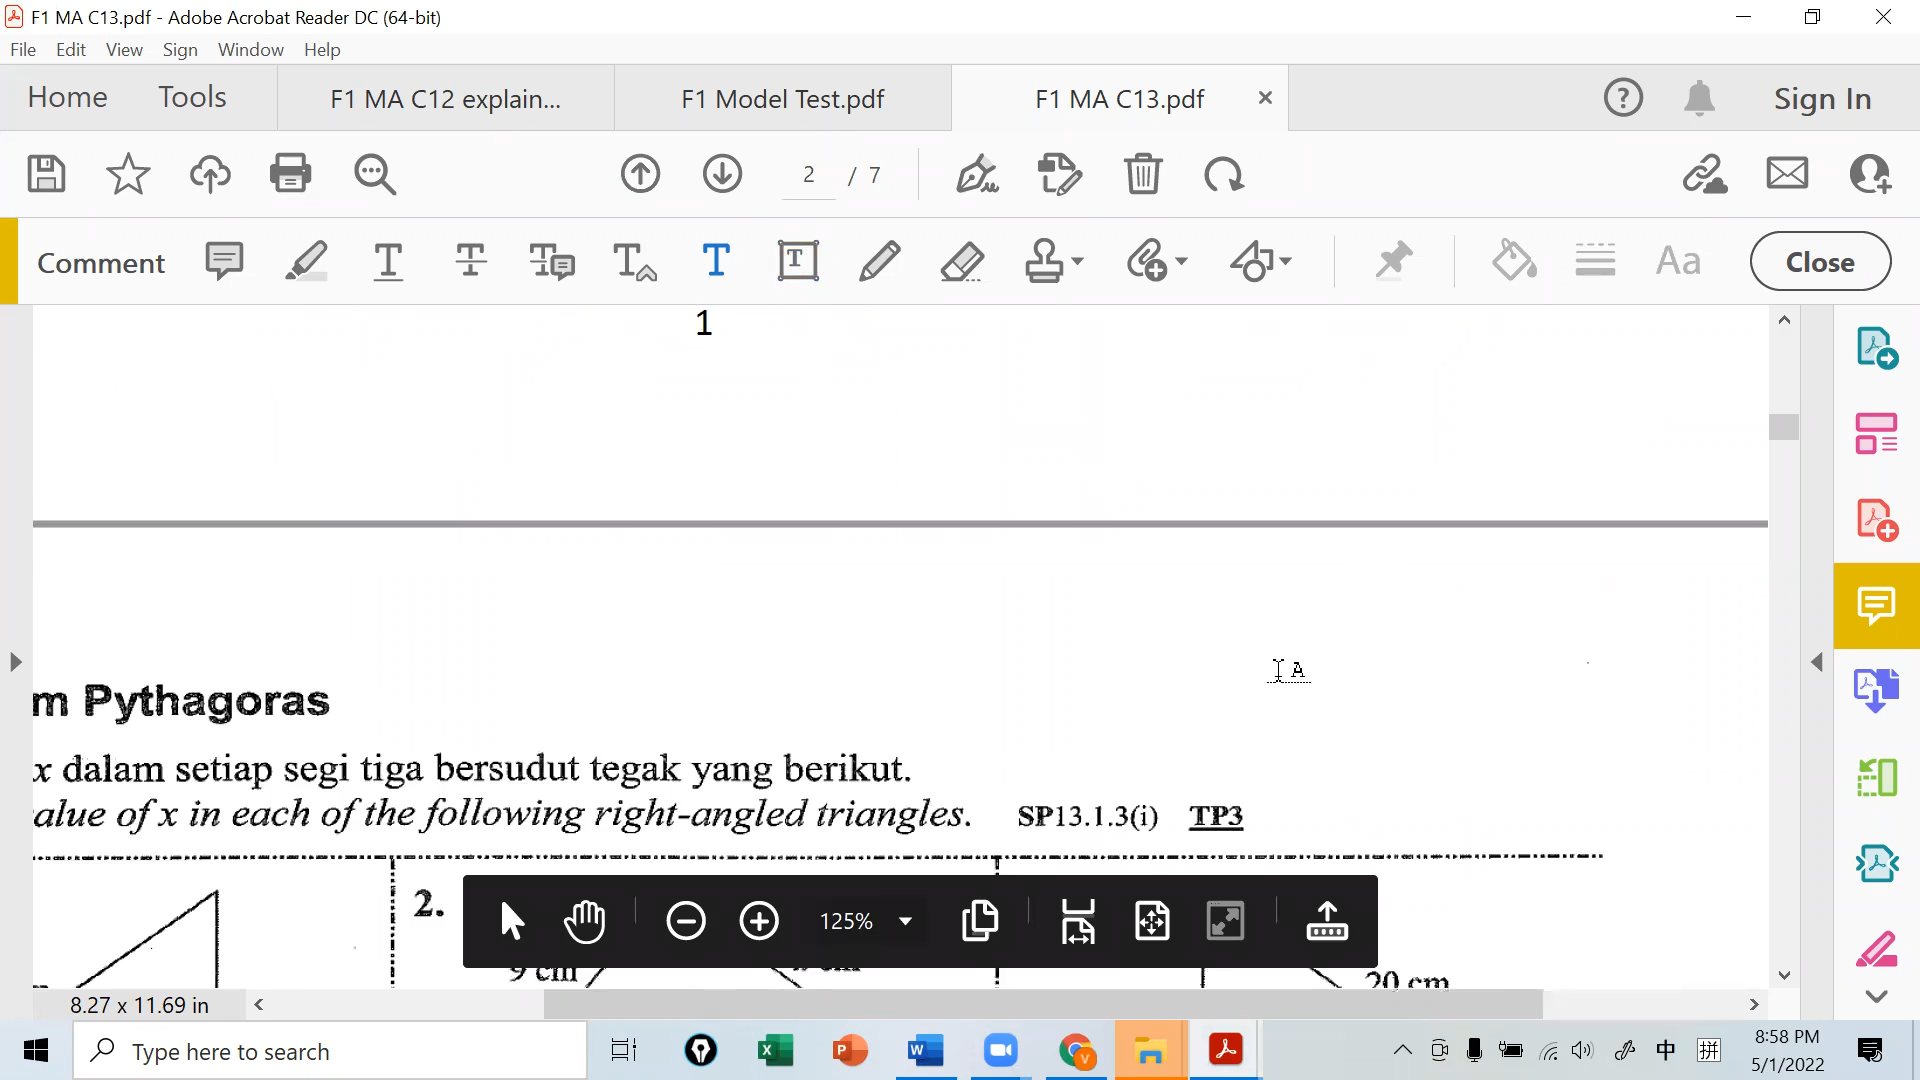 F1 MA C13.pdf - Adobe Acrobat Reader DC (64-bit)
File Edit View Sign Window Help
Home Tools F1 MA C12 explain... F1 Model Test.pdf F1 MA C13.pdf Sign In
2 / 7
Comment Close
1
m Pythagoras
x dalam setiap segi tiga bersudut tegak yang berikut.
alue of x in each of the following right-angled triangles. SP13.1.3(i) TP3
2.
125%
9 cm
20 cm
8.27 x 11.69 in
Type here to search
中 拼
8:58 PM
5/1/2022